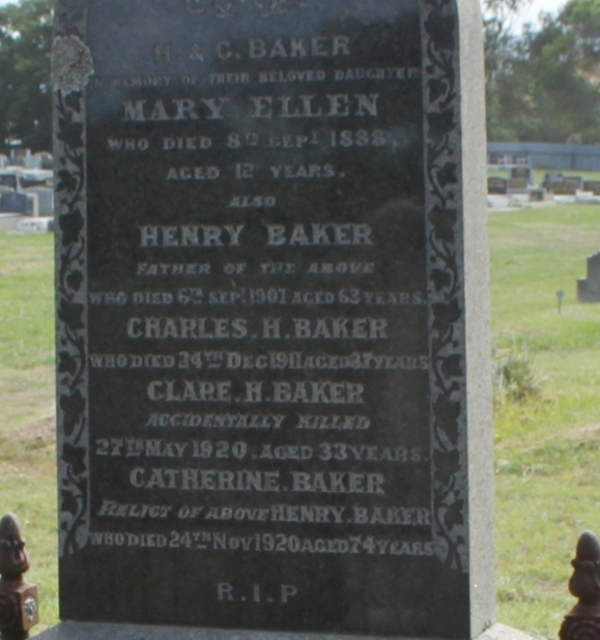 H. & C. BAKER
IN MEMORY OF THEIR BELOVED DAUGHTER
MARY ELLEN
WHO DIED 8TH SEPT 1888.
AGED 12 YEARS.
ALSO
HENRY BAKER
FATHER OF THE ABOVE
WHO DIED 6TH SEPT 1907 AGED 63 YEARS.
CHARLES. H. BAKER
WHO DIED 24TH DEC 1911 AGED 37 YEARS
CLARE. H. BAKER
ACCIDENTALLY KILLED
27TH MAY 1920. AGED 33 YEARS.
CATHERINE. BAKER
RELICT OF ABOVE HENRY. BAKER
WHO DIED 24TH NOV 1920 AGED 74 YEARS
R.I.P